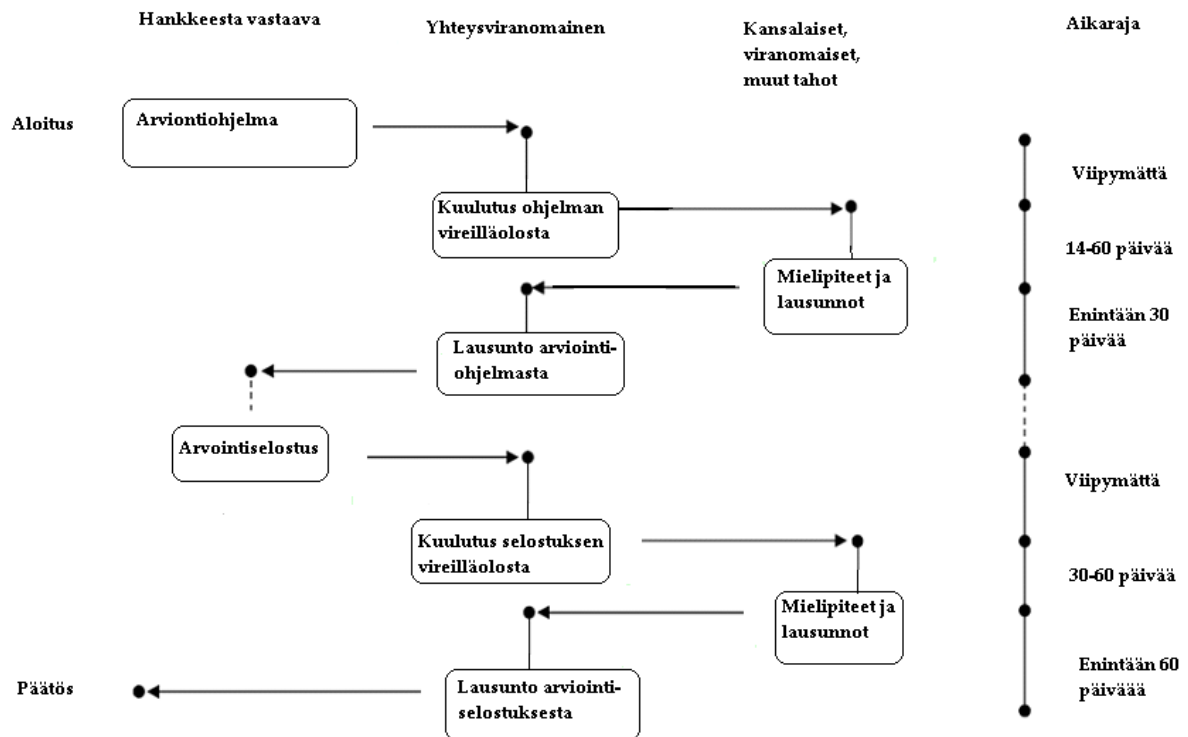 Hankkeesta vastaava
Yhteysviranomainen
Kansalaiset,
viranomaiset,
muut tahot
Aikaraja
Aloitus
Arviontiohjelma
Viipymättä
Kuulutus ohjelman
vireilläolosta
14-60 päivää
Mielipiteet ja
lausunnot
Enintään 30
päivää
Lausunto arviointi-
ohjelmasta
Arvointiselostus
Viipymättä
Kuulutus selostuksen
vireilläolosta
30-60 päivää
Mielipiteet ja
lausunnot
Enintään 60
päiväää
Päätös
Lausunto arviointi-
selostuksesta